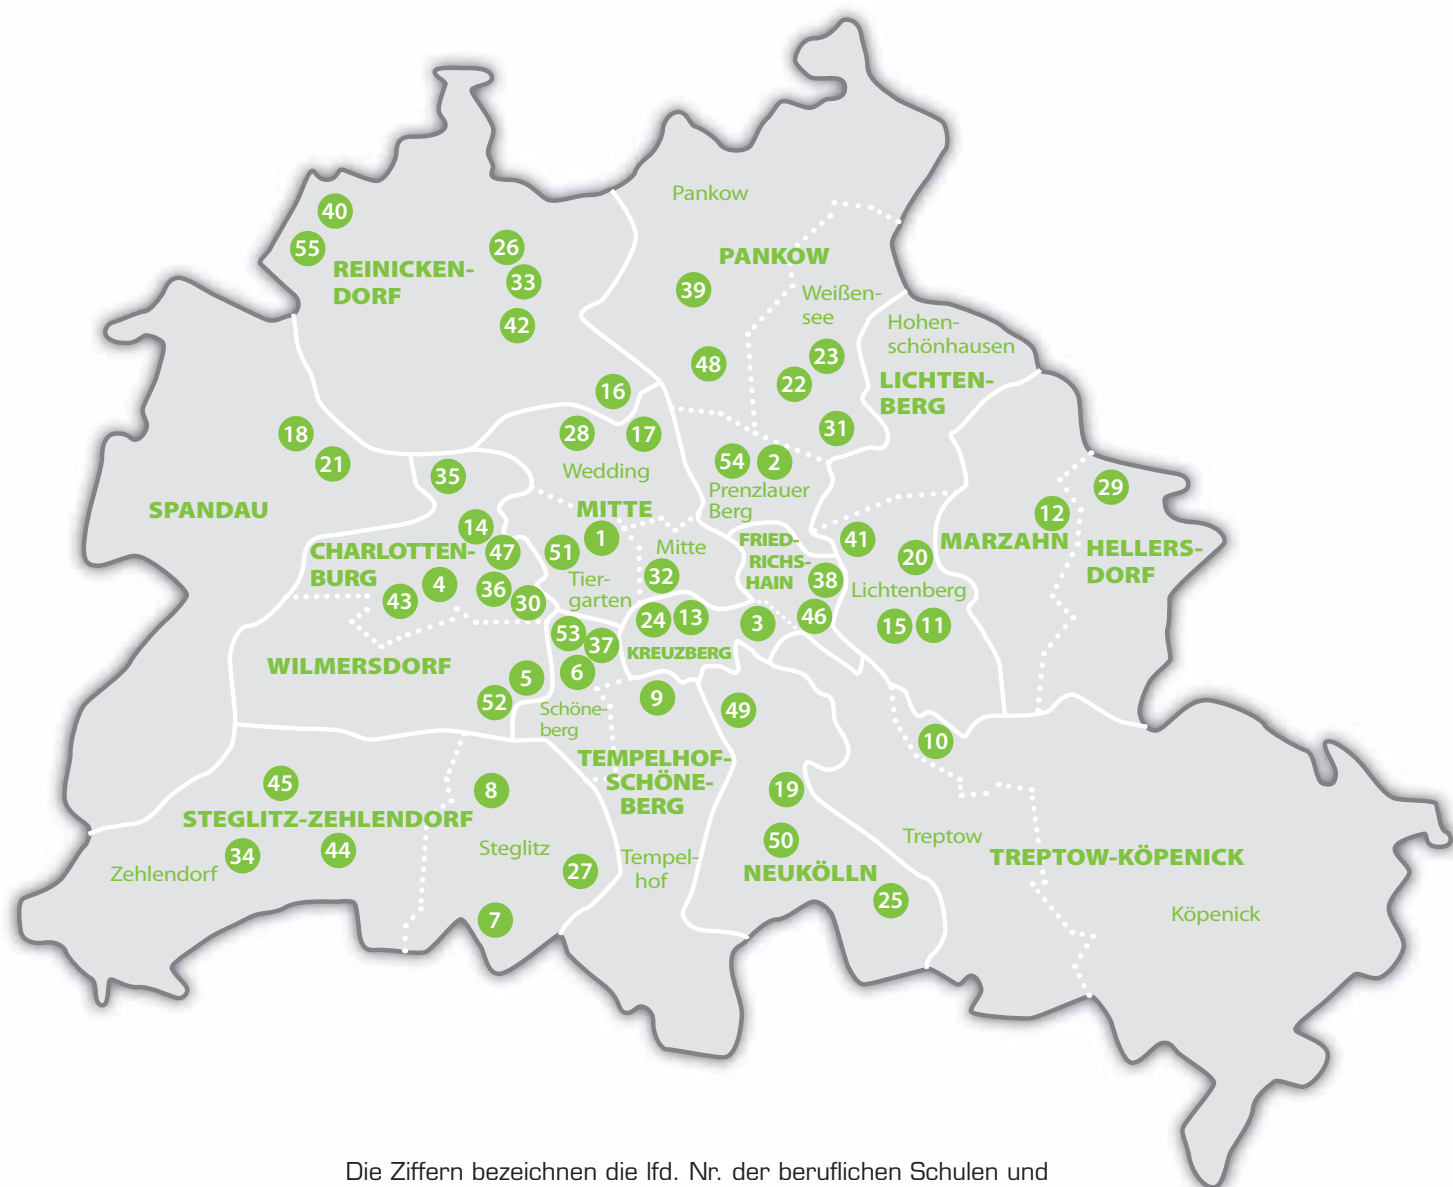 Pankow
40
55
26
REINICKEN-
DORF
33
PANKOW
39
Weißen-
see
42
Hohen-
schönhausen
23
48
22
LICHTEN-
BERG
16
31
28
17
18
21
Wedding
54
2
35
Prenzlauer
Berg
29
SPANDAU
MITTE
12
14
1
47
51
Mitte
FRIED-
RICHS-
HAIN
41
20
MARZAHN
HELLERS-
DORF
CHARLOTTEN-
BURG
4
43
36
30
Tier-
garten
32
38
Lichtenberg
24
13
3
46
15
11
53
37
KREUZBERG
WILMERSDORF
5
6
52
9
49
Schöne-
berg
10
TEMPELHOF-
SCHÖNE-
BERG
45
8
19
STEGLITZ-ZEHLENDORF
50
Treptow
34
44
Steglitz
TREPTOW-KÖPENICK
Zehlendorf
27
Tempel-
hof
NEUKÖLLN
25
7
Köpenick
Die Ziffern bezeichnen die lfd. Nr. der beruflichen Schulen und